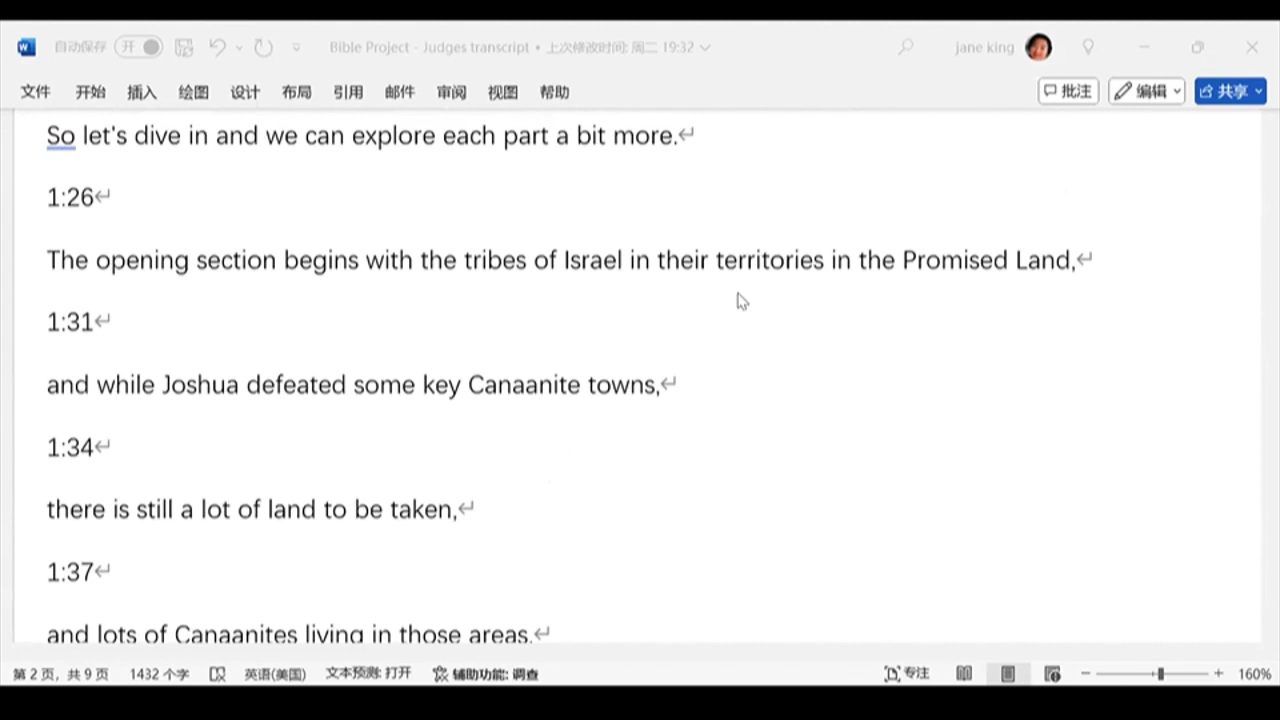 自动保存 开 Bible Project - Judges transcript • 上次修改时间: 周二 19:32 jane king
文件 开始 插入 绘图 设计 布局 引用 邮件 审阅 视图 帮助 批注 编辑 共享
So let's dive in and we can explore each part a bit more.
1:26
The opening section begins with the tribes of Israel in their territories in the Promised Land,
1:31
and while Joshua defeated some key Canaanite towns,
1:34
there is still a lot of land to be taken,
1:37
and lots of Canaanites living in those areas.
第 2 页, 共 9 页 1432 个字 英语(美国) 文本预测: 打开 辅助功能: 调查 专注 160%